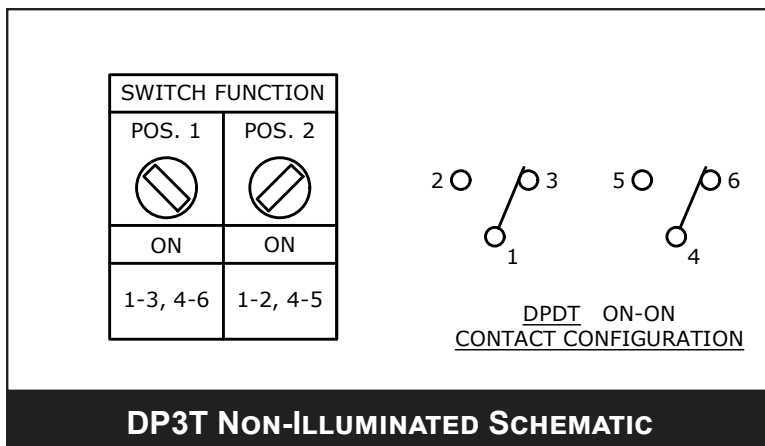 SWITCH FUNCTION
POS. 1 POS. 2
ON ON
1-3, 4-6 1-2, 4-5
2 3 5 6
1 4
DPDT ON-ON
CONTACT CONFIGURATION
DP3T NON-ILLUMINATED SCHEMATIC